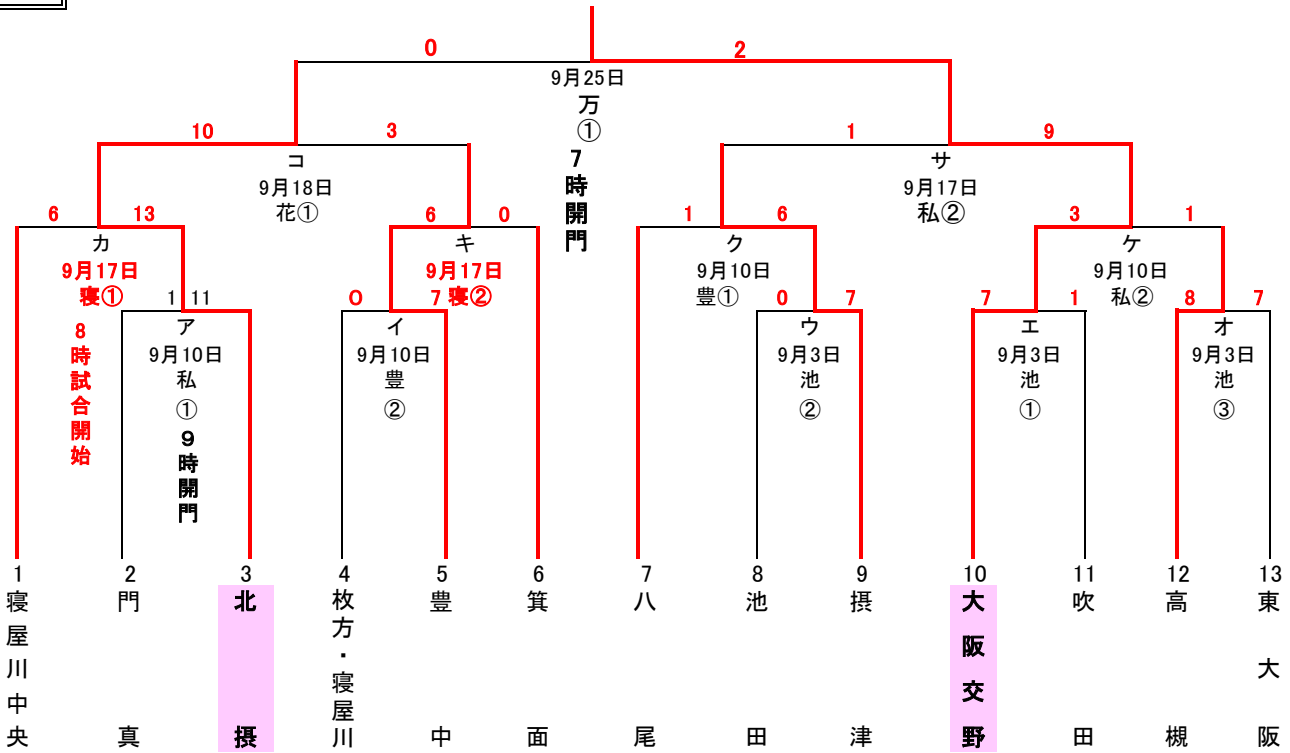 0 2
9月25日
万
①
7時開門
10 3
コ
9月18日
花①
1 9
サ
9月17日
私②
6 13
カ
9月17日
寝①
8時試合開始
6 0
キ
9月17日
寝②
1 6
ク
9月10日
豊①
3 1
ケ
9月10日
私②
1 11
ア
9月10日
私
①
9時開門
0 7
イ
9月10日
豊
②
0 7
ウ
9月3日
池
②
7 1
エ
9月3日
池
①
8 7
オ
9月3日
池
③
1 2 3 4 5 6 7 8 9 10 11 12 13
寝屋川中央
門真
北摂
枚方・寝屋川
豊中
箕面
八尾
池田
摂津
大阪交野
吹田
高槻
東大阪